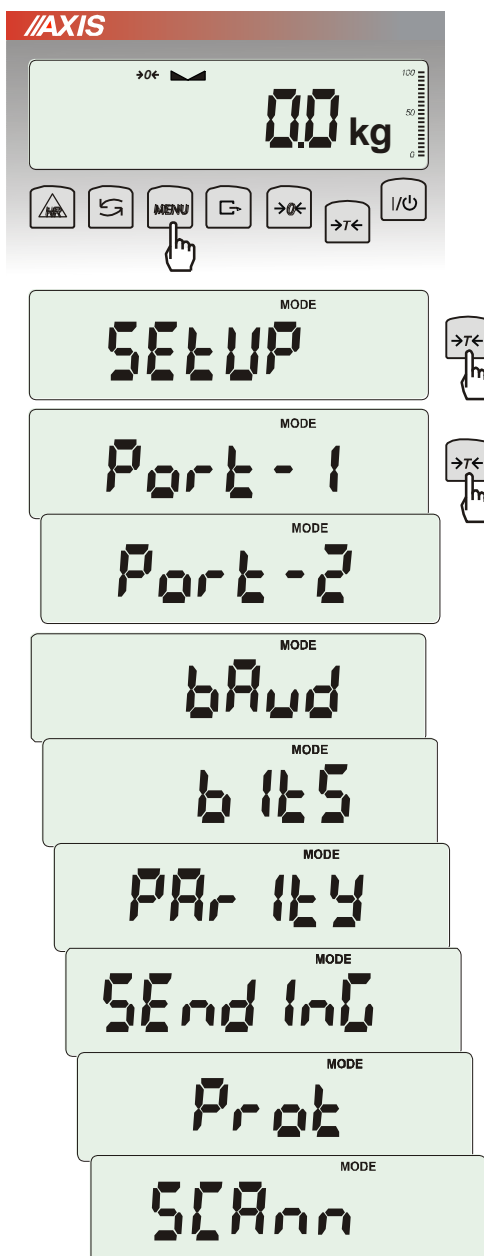 //AXIS
→0← 100
50
0.0 kg
0
HR MENU →0← →T← I/⏻
MODE
SEtUP
→T←
MODE
Port-1
→T←
MODE
Port-2
MODE
bAud
MODE
bItS
MODE
PArItY
MODE
SEndInG
MODE
Prot
MODE
SCAnn